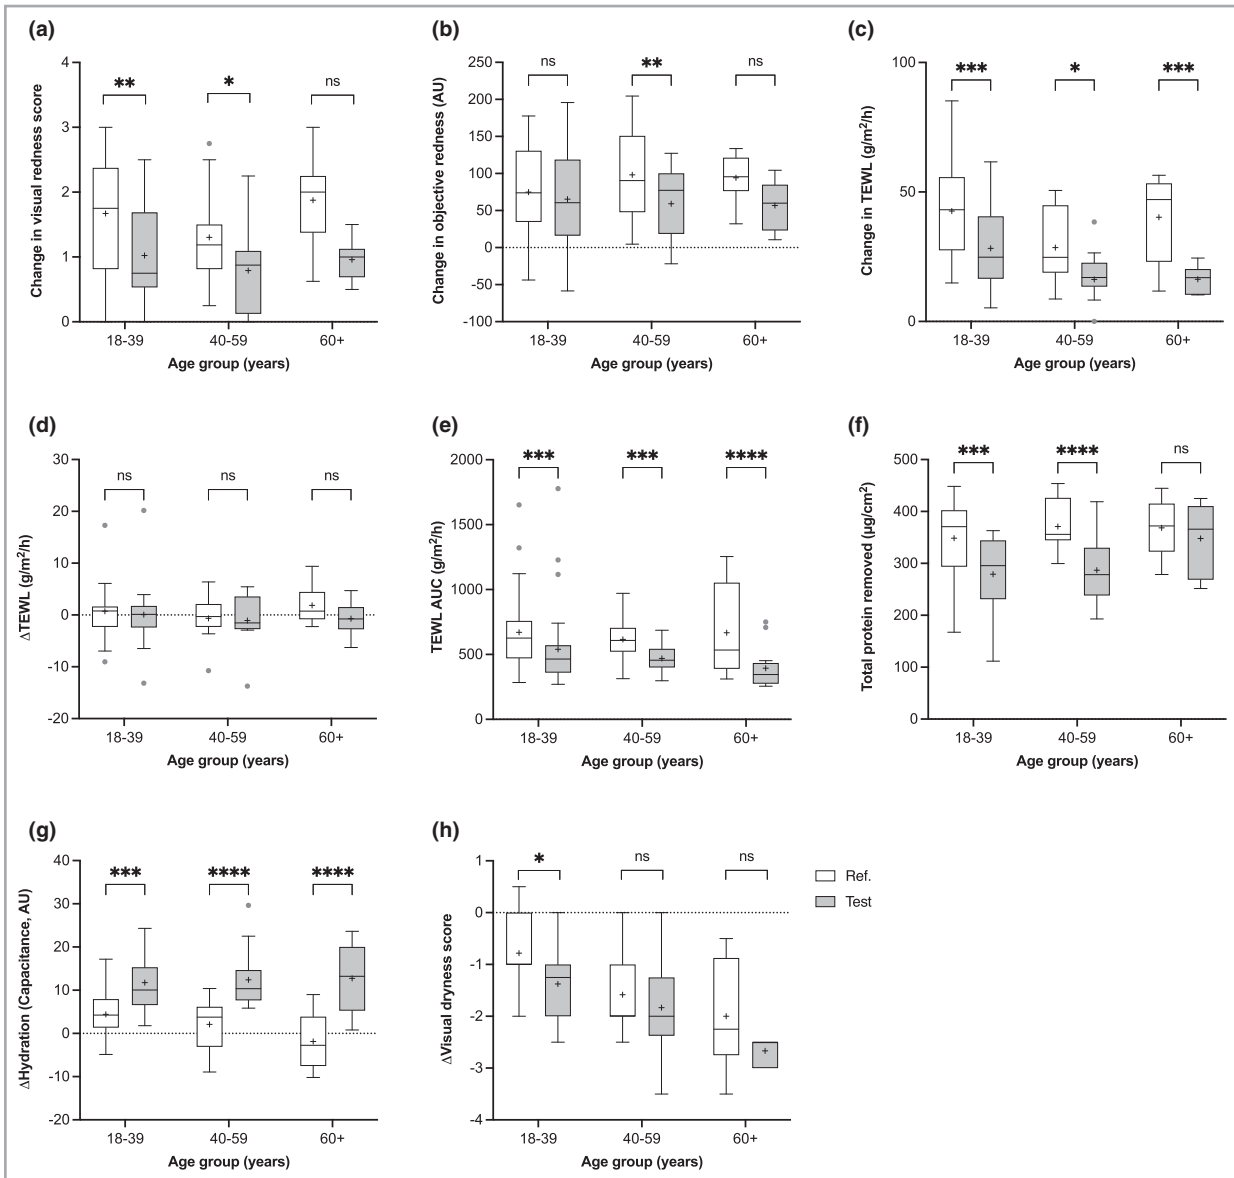 (a)
Change in visual redness score
4
3
2
1
0
**
*
ns
18-39
40-59
60+
Age group (years)
(b)
Change in objective redness (AU)
250
200
150
100
50
0
-50
-100
ns
**
ns
18-39
40-59
60+
Age group (years)
(c)
Change in TEWL (g/m²/h)
100
50
0
***
*
***
18-39
40-59
60+
Age group (years)
(d)
ΔTEWL (g/m²/h)
30
20
10
0
-10
-20
ns
ns
ns
18-39
40-59
60+
Age group (years)
(e)
TEWL AUC (g/m²/h)
2000
1500
1000
500
0
***
***
****
18-39
40-59
60+
Age group (years)
(f)
Total protein removed (μg/cm²)
500
400
300
200
100
0
***
****
ns
18-39
40-59
60+
Age group (years)
(g)
ΔHydration (Capacitance, AU)
40
30
20
10
0
-10
-20
***
****
****
18-39
40-59
60+
Age group (years)
(h)
ΔVisual dryness score
1
0
-1
-2
-3
-4
*
ns
ns
18-39
40-59
60+
Age group (years)
Ref.
Test